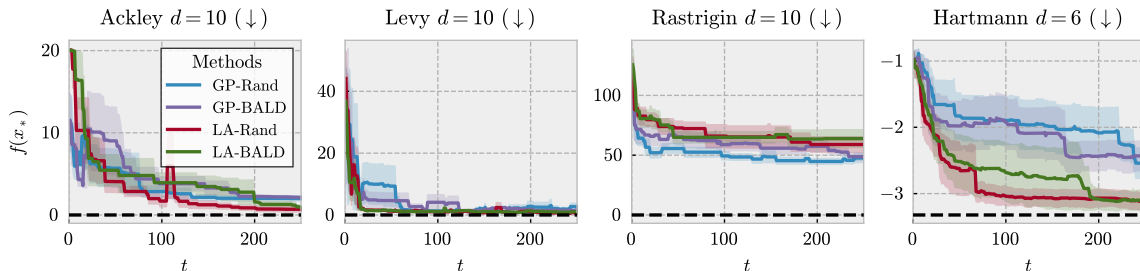 Ackley d = 10 (↓)
20
10
0
f(x*)
0
100
200
t
Methods
GP-Rand
GP-BALD
LA-Rand
LA-BALD
Levy d = 10 (↓)
40
20
0
0
100
200
t
Rastrigin d = 10 (↓)
100
50
0
0
100
200
t
Hartmann d = 6 (↓)
−1
−2
−3
0
100
200
t